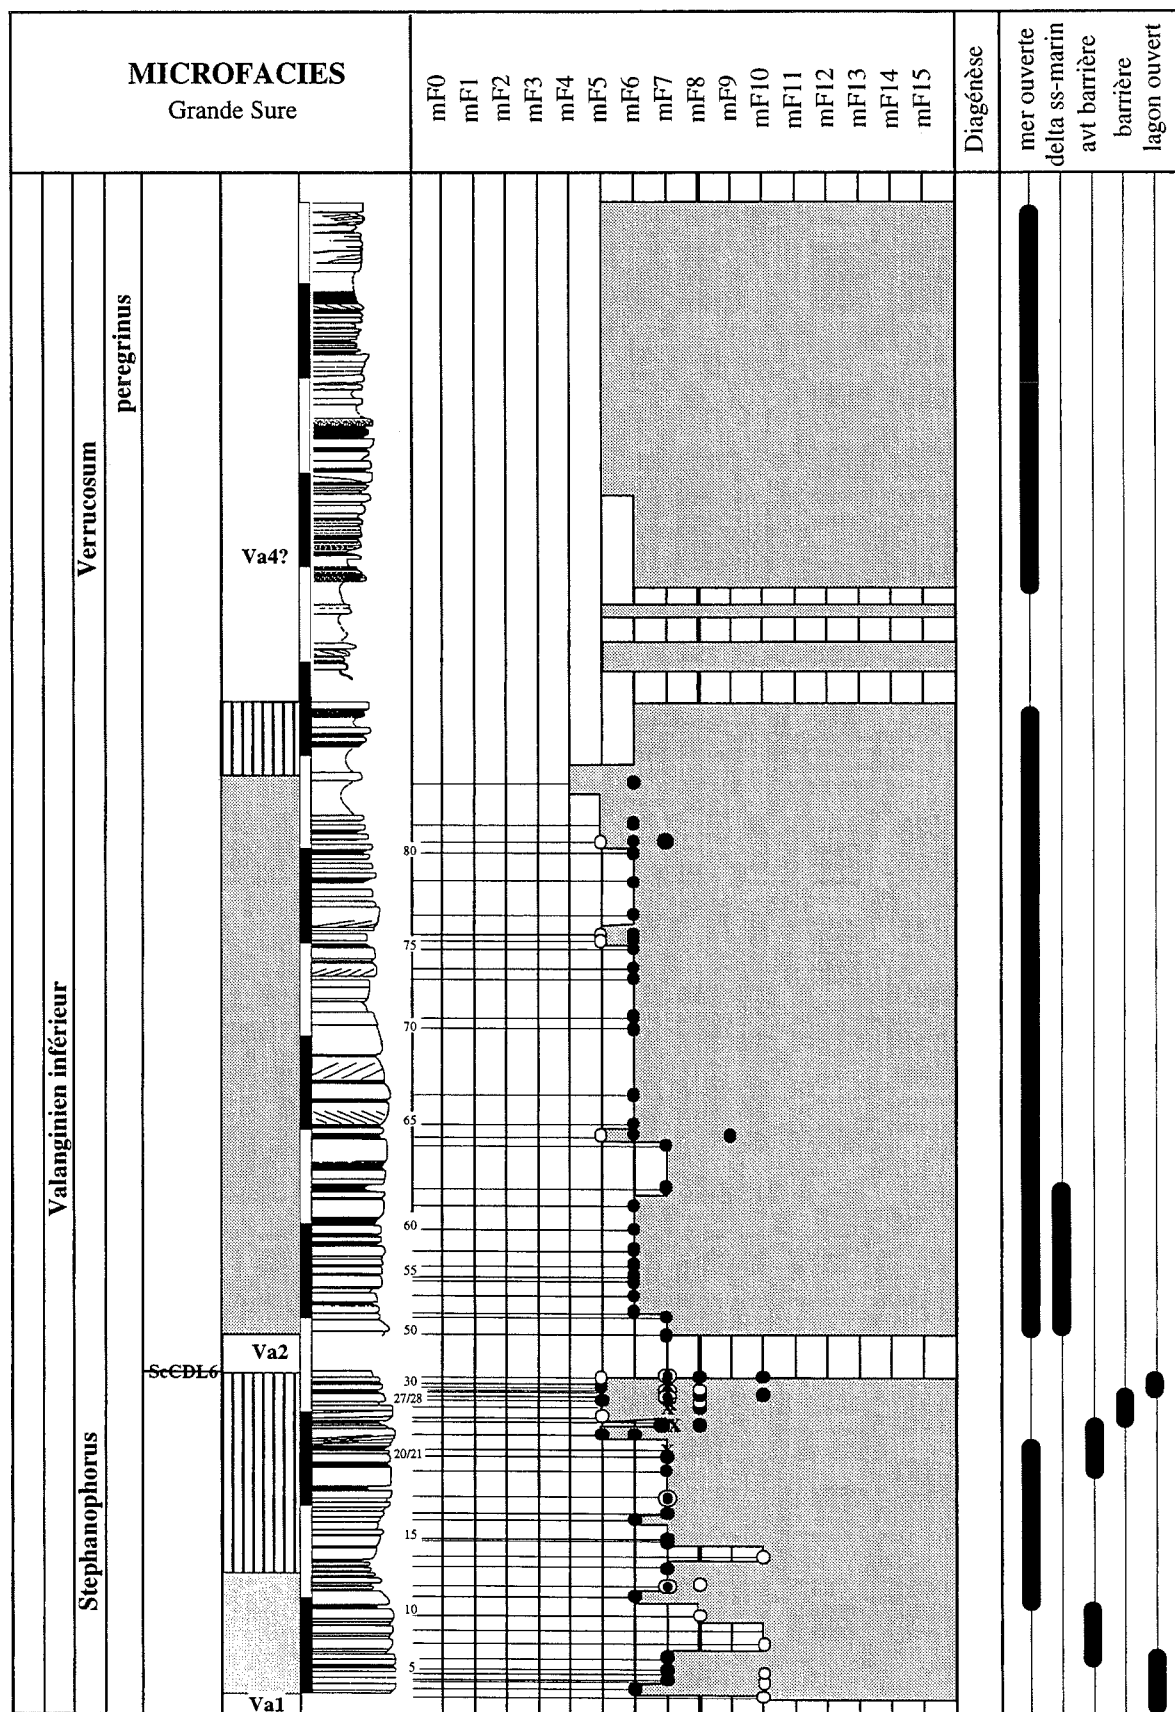 MICROFACIES
Grande Sure
mF0
mF1
mF2
mF3
mF4
mF5
mF6
mF7
mF8
mF9
mF10
mF11
mF12
mF13
mF14
mF15
Diagénèse
mer ouverte
delta ss-marin
avt barrière
barrière
lagon ouvert
peregrinus
Verrucosum
Va4?
80
75
70
65
Valanginien inférieur
60
55
50
Va2
ScCDL6
30
27/28
20/21
Stephanophorus
15
10
5
Va1
X
X
x